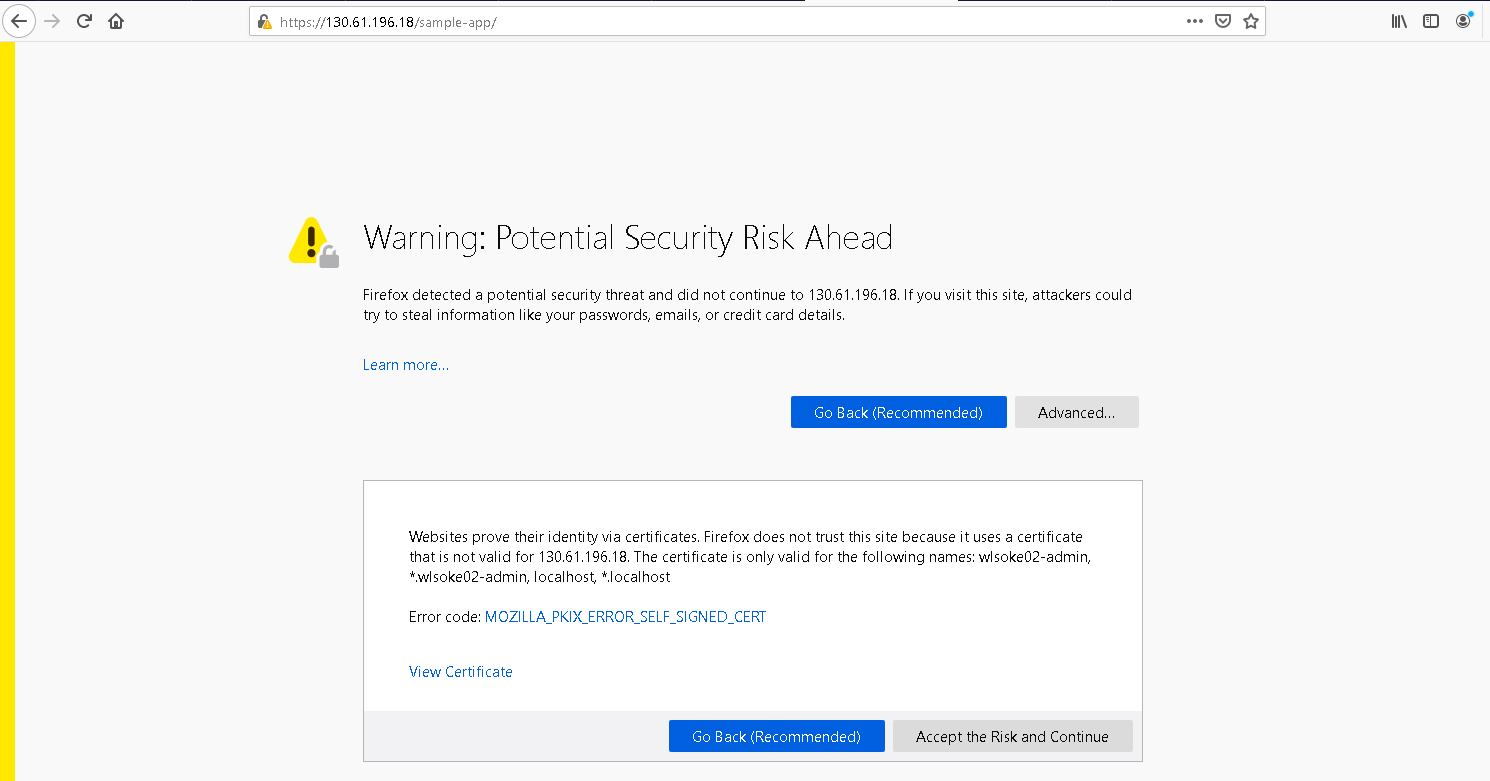 https://130.61.196.18/sample-app/
Warning: Potential Security Risk Ahead
Firefox detected a potential security threat and did not continue to 130.61.196.18. If you visit this site, attackers could
try to steal information like your passwords, emails, or credit card details.
Learn more...
Go Back (Recommended)
Advanced...
Websites prove their identity via certificates. Firefox does not trust this site because it uses a certificate
that is not valid for 130.61.196.18. The certificate is only valid for the following names: wlsoke02-admin,
*.wlsoke02-admin, localhost, *.localhost
Error code: MOZILLA_PKIX_ERROR_SELF_SIGNED_CERT
View Certificate
Go Back (Recommended)
Accept the Risk and Continue